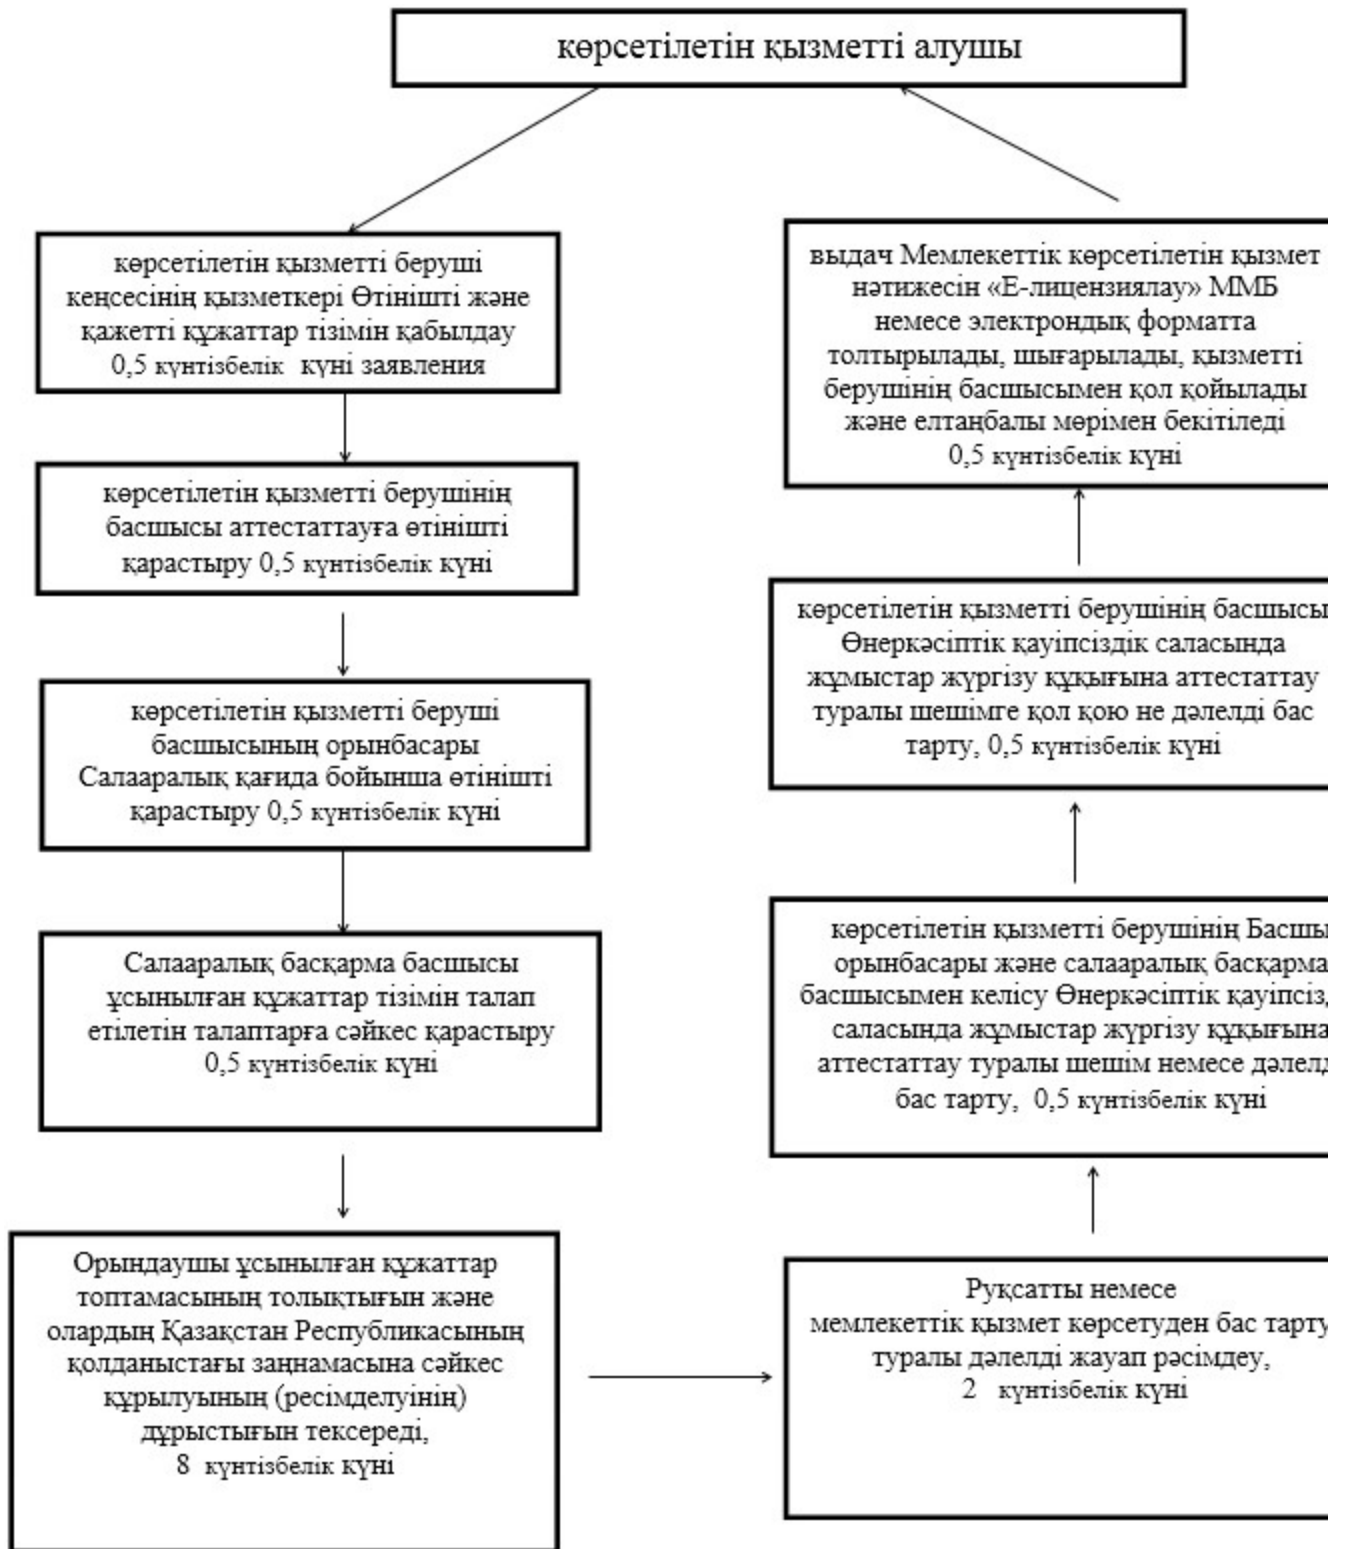 көрсетілетін қызметті алушы
көрсетілетін қызметті беруші
кеңсесінің қызметкері Өтінішті және
қажетті құжаттар тізімін қабылдау
0,5 күнтізбелік күні заявления
көрсетілетін қызметті берушінің
басшысы аттестаттауға өтінішті
қарастыру 0,5 күнтізбелік күні
көрсетілетін қызметті беруші
басшысының орынбасары
Салааралық қағида бойынша өтінішті
қарастыру 0,5 күнтізбелік күні
Салааралық басқарма басшысы
ұсынылған құжаттар тізімін талап
етілетін талаптарға сәйкес қарастыру
0,5 күнтізбелік күні
Орындаушы ұсынылған құжаттар
топтамасының толықтығын және
олардың Қазақстан Республикасының
қолданыстағы заңнамасына сәйкес
құрылуының (ресімделуінің)
дұрыстығын тексереді,
8 күнтізбелік күні
Руқсатты немесе
мемлекеттік қызмет көрсетуден бас тарту
туралы дәлелді жауап рәсімдеу,
2 күнтізбелік күні
көрсетілетін қызметті берушінің Басшы
орынбасары және салааралық басқарма
басшысымен келісу Өнеркәсіптік қауіпсіз
саласында жұмыстар жүргізу құқығына
аттестаттау туралы шешім немесе дәлел
бас тарту, 0,5 күнтізбелік күні
көрсетілетін қызметті берушінің басшысы
Өнеркәсіптік қауіпсіздік саласында
жұмыстар жүргізу құқығына аттестаттау
туралы шешімге қол қою не дәлелді бас
тарту, 0,5 күнтізбелік күні
выдач Мемлекеттік көрсетілетін қызмет
нәтижесін «Е-лицензиялау» ММБ
немесе электрондық форматта
толтырылады, шығарылады, қызметті
берушінің басшысымен қол қойылады
және елтаңбалы мөрімен бекітіледі
0,5 күнтізбелік күні